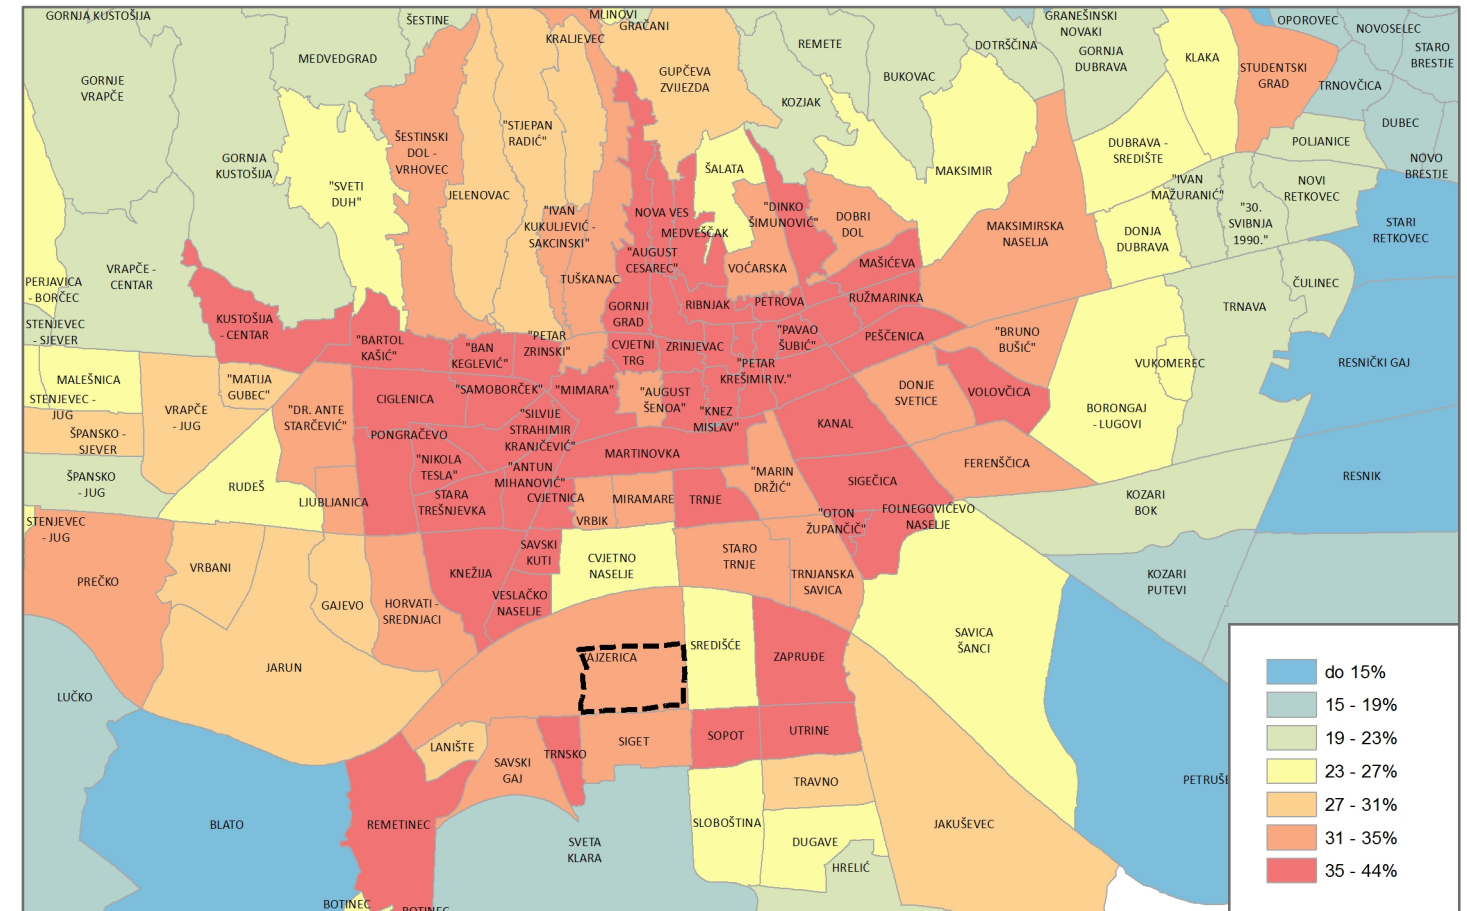 GORNJA KUSTOŠIJA
ŠESTINE
MLINOVI
GRAČANI
GRANEŠINSKI
NOVAKI
OPOROVEC
NOVOSELEC
MEDVEDGRAD
KRALJEVEC
REMETE
DOTRŠČINA
GORNJA
DUBRAVA
KLAKA
STARO
BRESTJE
GORNJE
VRAPČE
GUPČEVA
ZVIJEZDA
BUKOVAC
STUDENTSKI
GRAD
TRNOVČICA
KOZJAK
"STJEPAN
RADIĆ"
ŠESTINSKI
DOL -
VRHOVEC
DUBEC
POLJANICE
DUBRAVA -
SREDIŠTE
GORNJA
KUSTOŠIJA
ŠALATA
MAKSIMIR
NOVO
BRESTJE
"SVETI
DUH"
JELENOVAC
"IVAN
MAŽURANIĆ"
NOVI
RETKOVEC
"IVAN
KUKULJEVIĆ -
SAKCINSKI"
NOVA VES
"DINKO
ŠIMUNOVIĆ"
DOBRI
DOL
MAKSIMIRSKA
NASELJA
DONJA
DUBRAVA
"30.
SVIBNJA
1990."
STARI
RETKOVEC
MEDVEŠČAK
"AUGUST
CESAREC"
VOĆARSKA
MAŠIĆEVA
PERJAVICA
- BORČEC
VRAPČE -
CENTAR
TUŠKANAC
ČULINEC
GORNJI
GRAD
RIBNJAK
PETROVA
RUŽMARINKA
TRNAVA
STENJEVEC
- SJEVER
KUSTOŠIJA
- CENTAR
"BARTOL
KAŠIĆ"
"BAN
KEGLEVIĆ"
"PETAR
ZRINSKI"
CVJETNI
TRG
ZRINJEVAC
"PAVAO
ŠUBIĆ"
PEŠČENICA
"BRUNO
BUŠIĆ"
VUKOMEREC
RESNIČKI GAJ
MALEŠNICA
"MATIJA
GUBEC"
"PETAR
KREŠIMIR IV."
STENJEVEC -
JUG
CIGLENICA
"SAMOBORČEK"
"MIMARA"
"AUGUST
ŠENOA"
DONJE
SVETICE
VOLOVČICA
VRAPČE
- JUG
"DR. ANTE
STARČEVIĆ"
"SILVIJE
STRAHIMIR
KRANJČEVIĆ"
"KNEZ
MISLAV"
KANAL
BORONGAJ
- LUGOVI
ŠPANSKO -
SJEVER
PONGRAČEVO
MARTINOVKA
"NIKOLA
TESLA"
"ANTUN
MIHANOVIĆ"
"MARIN
DRŽIĆ"
FERENŠČICA
RESNIK
ŠPANSKO
- JUG
RUDEŠ
LJUBLJANICA
STARA
TREŠNJEVKA
CVJETNICA
MIRAMARE
TRNJE
SIGEČICA
KOZARI
BOK
STENJEVEC
- JUG
VRBIK
"OTON
ŽUPANČIČ"
FOLNEGOVIĆEVO
NASELJE
PREČKO
VRBANI
KNEŽIJA
SAVSKI
KUTI
CVJETNO
NASELJE
STARO
TRNJE
TRNJANSKA
SAVICA
KOZARI
PUTEVI
GAJEVO
HORVATI -
SREDNJACI
VESLAČKO
NASELJE
JARUN
AJZERICA
SREDIŠĆE
ZAPRUĐE
SAVICA
ŠANCI
LUČKO
LANIŠTE
SAVSKI
GAJ
TRNSKO
SIGET
SOPOT
UTRINE
TRAVNO
PETRUŠE
BLATO
REMETINEC
SVETA
KLARA
SLOBOŠTINA
DUGAVE
JAKUŠEVEC
HRELIĆ
BOTINEC
BOTINEC
do 15%
15 - 19%
19 - 23%
23 - 27%
27 - 31%
31 - 35%
35 - 44%